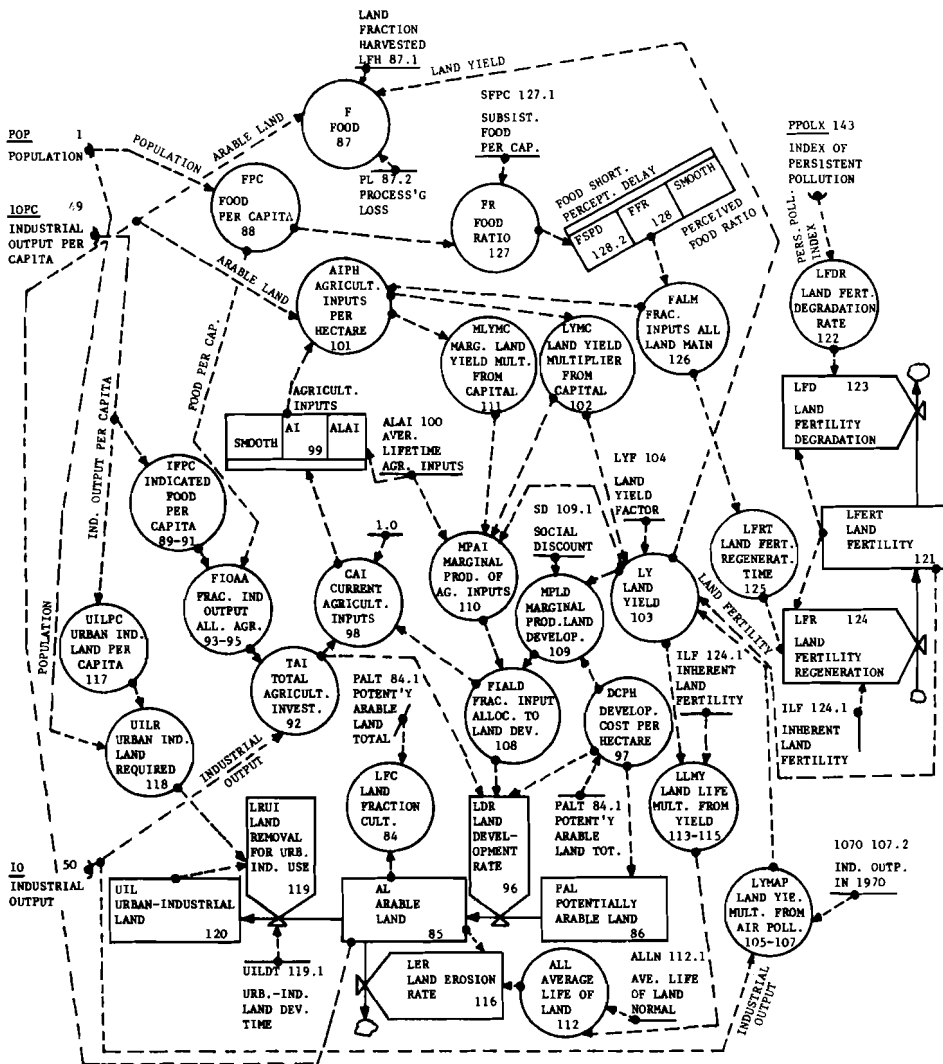 LAND
FRACTION
HARVESTED
LFH 87.1
LAND YIELD
SFPC 127.1
SUBSIST.
FOOD
PER CAP.
PPOLX 143
INDEX OF
PERSISTENT
POLLUTION
POP 1
POPULATION
POPULATION
ARABLE LAND
F
FOOD
87
PL 87.2
PROCESS'G
LOSS
FOOD SHORT.
PERCEPT. DELAY
FSPD
128.2
FFR
128
SMOOTH
PERCEIVED
FOOD RATIO
IOPC 49
INDUSTRIAL
OUTPUT PER
CAPITA
FPC
FOOD
PER CAPITA
88
FR
FOOD
RATIO
127
PERS. POLL.
INDEX
LFDR
LAND FERT.
DEGRADATION
RATE
122
ARABLE LAND
AIPH
AGRICULT.
INPUTS
PER
HECTARE
101
MLYMC
MARG. LAND
YIELD MULT.
FROM
CAPITAL
111
LYMC
LAND YIELD
MULTIPLIER
FROM
CAPITAL
102
FALM
FRAC.
INPUTS ALL
LAND MAIN
126
LFD 123
LAND
FERTILITY
DEGRADATION
FOOD PER CAP.
AGRICULT.
INPUTS
SMOOTH
AI
99
ALAI
ALAI 100
AVER.
LIFETIME
AGR. INPUTS
IND. OUTPUT PER CAPITA
IFPC
INDICATED
FOOD
PER
CAPITA
89-91
1.0
SD 109.1
SOCIAL
DISCOUNT
LYF 104
LAND
YIELD
FACTOR
LFRT
LAND FERT.
REGENERAT.
TIME
125
LFERT
LAND
FERTILITY
121
FIOAA
FRAC. IND
OUTPUT
ALL. AGR.
93-95
CAI
CURRENT
AGRICULT.
INPUTS
98
MPAI
MARGINAL
PROD. OF
AG. INPUTS
110
MPLD
MARGINAL
PROD.LAND
DEVELOP.
109
LY
LAND
YIELD
103
LAND FERTILITY
LFR 124
LAND
FERTILITY
REGENERATION
UILPC
URBAN IND.
LAND PER
CAPITA
117
POPULATION
TAI
TOTAL
AGRICULT.
INVEST.
92
PALT 84.1
POTENT'Y
ARABLE
LAND
TOTAL
FIALD
FRAC. INPUT
ALLOC. TO
LAND DEV.
108
DCPH
DEVELOP.
COST PER
HECTARE
97
ILF 124.1
INHERENT
LAND
FERTILITY
ILF 124.1
INHERENT
LAND
FERTILITY
UILR
URBAN IND.
LAND
REQUIRED
118
INDUSTRIAL
OUTPUT
LFC
LAND
FRACTION
CULT.
84
LDR
LAND
DEVEL-
OPMENT
RATE
96
PALT 84.1
POTENT'Y
ARABLE
LAND TOT.
LLMY
LAND LIFE
MULT. FROM
YIELD
113-115
LRUI
LAND
REMOVAL
FOR URB.
IND. USE
119
IO 50
INDUSTRIAL
OUTPUT
UIL
URBAN-INDUSTRIAL
LAND
120
AL
ARABLE
LAND
85
PAL
POTENTIALLY
ARABLE LAND
86
LYMAP
LAND YIE.
MULT. FROM
AIR POLL.
105-107
IO70 107.2
IND. OUTP.
IN 1970
UILDT 119.1
URB.-IND.
LAND DEV.
TIME
LER
LAND EROSION
RATE
116
ALL
AVERAGE
LIFE OF
LAND
112
ALLN 112.1
AVE. LIFE
OF LAND
NORMAL
INDUSTRIAL
OUTPUT